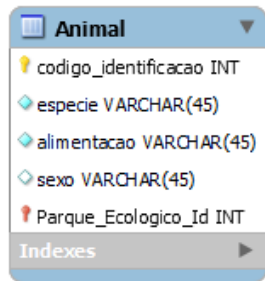 Animal
codigo_identificacao INT
especie VARCHAR(45)
alimentacao VARCHAR(45)
sexo VARCHAR(45)
Parque_Ecologico_Id INT
Indexes